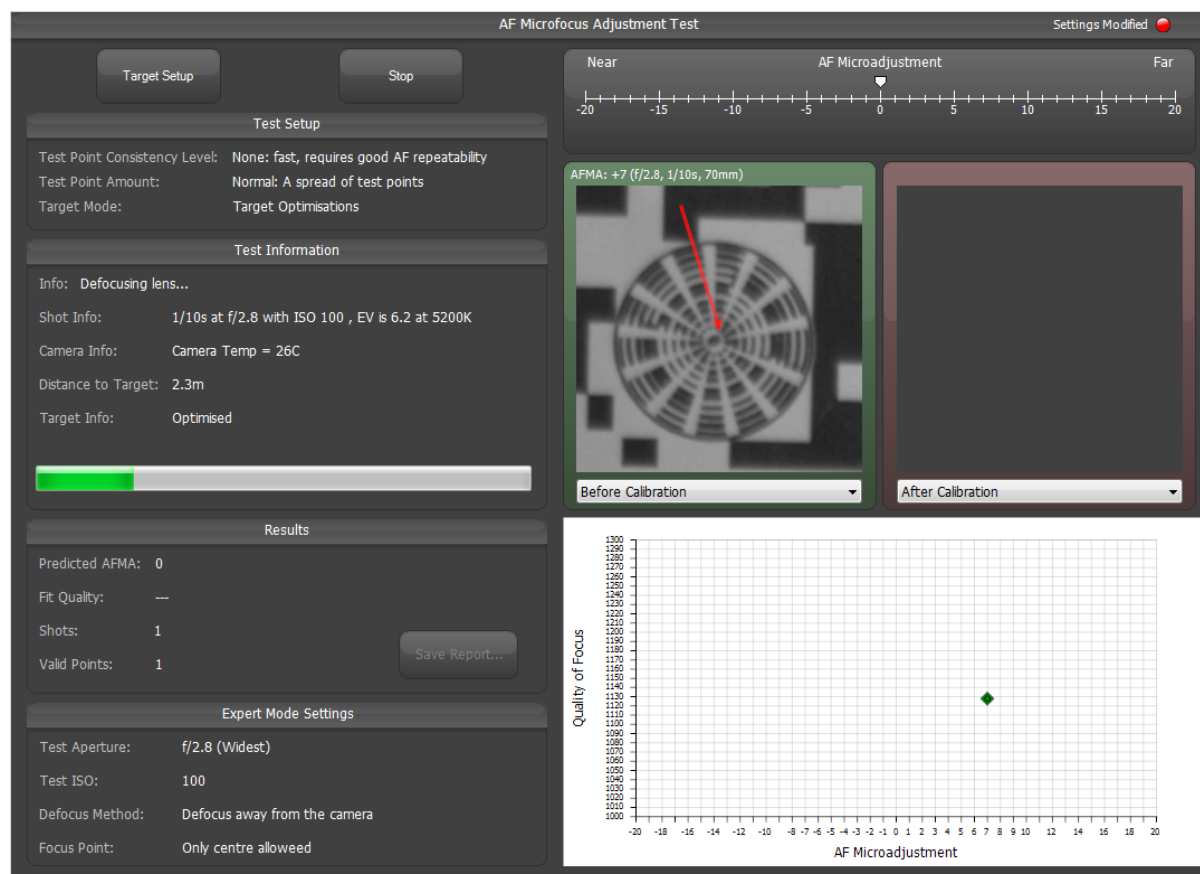 AF Microfocus Adjustment Test
Settings Modified
Target Setup
Stop
Near
AF Microadjustment
Far
-20 -15 -10 -5 0 5 10 15 20
Test Setup
Test Point Consistency Level: None: fast, requires good AF repeatability
Test Point Amount: Normal: A spread of test points
Target Mode: Target Optimisations
Test Information
Info: Defocusing lens...
Shot Info: 1/10s at f/2.8 with ISO 100 , EV is 6.2 at 5200K
Camera Info: Camera Temp = 26C
Distance to Target: 2.3m
Target Info: Optimised
AFMA: +7 (f/2.8, 1/10s, 70mm)
Before Calibration
After Calibration
Results
Predicted AFMA: 0
Fit Quality: ---
Shots: 1
Valid Points: 1
Save Report...
Expert Mode Settings
Test Aperture: f/2.8 (Widest)
Test ISO: 100
Defocus Method: Defocus away from the camera
Focus Point: Only centre alloweed
Quality of Focus
1300
1290
1280
1270
1260
1250
1240
1230
1220
1210
1200
1190
1180
1170
1160
1150
1140
1130
1120
1110
1100
1090
1080
1070
1060
1050
1040
1030
1020
1010
1000
-20 -18 -16 -14 -12 -10 -8 -7 -6 -5 -4 -3 -2 -1 0 1 2 3 4 5 6 7 8 9 10 12 14 16 18 20
AF Microadjustment